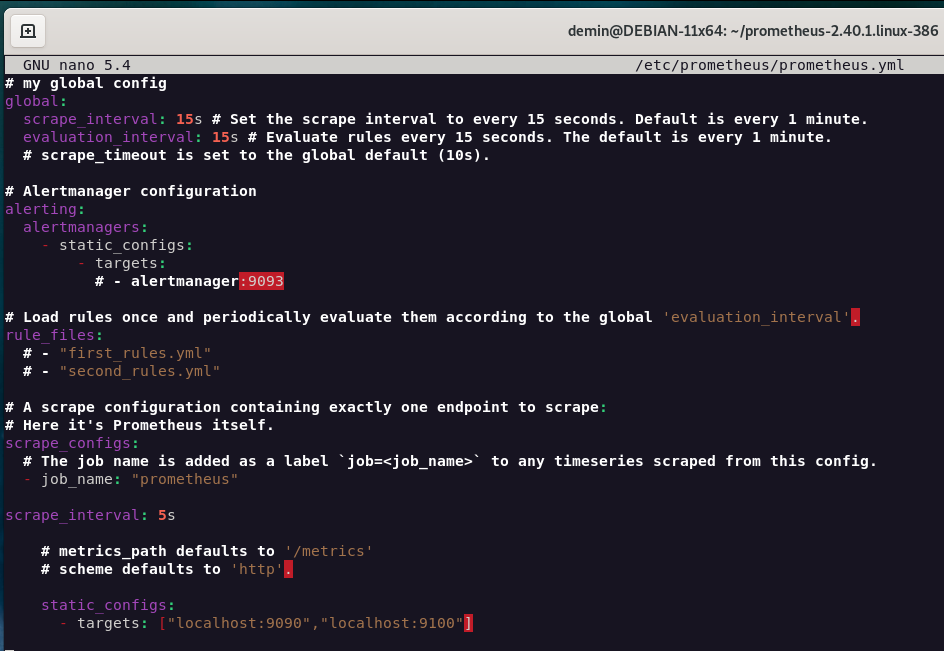 demin@DEBIAN-11x64: ~/prometheus-2.40.1.linux-386
GNU nano 5.4 /etc/prometheus/prometheus.yml
# my global config
global:
  scrape_interval: 15s # Set the scrape interval to every 15 seconds. Default is every 1 minute.
  evaluation_interval: 15s # Evaluate rules every 15 seconds. The default is every 1 minute.
  # scrape_timeout is set to the global default (10s).
# Alertmanager configuration
alerting:
  alertmanagers:
    - static_configs:
        - targets:
          # - alertmanager:9093
# Load rules once and periodically evaluate them according to the global 'evaluation_interval'.
rule_files:
  # - "first_rules.yml"
  # - "second_rules.yml"
# A scrape configuration containing exactly one endpoint to scrape:
# Here it's Prometheus itself.
scrape_configs:
  # The job name is added as a label `job=<job_name>` to any timeseries scraped from this config.
  - job_name: "prometheus"
scrape_interval: 5s
    # metrics_path defaults to '/metrics'
    # scheme defaults to 'http'.
    static_configs:
      - targets: ["localhost:9090","localhost:9100"]